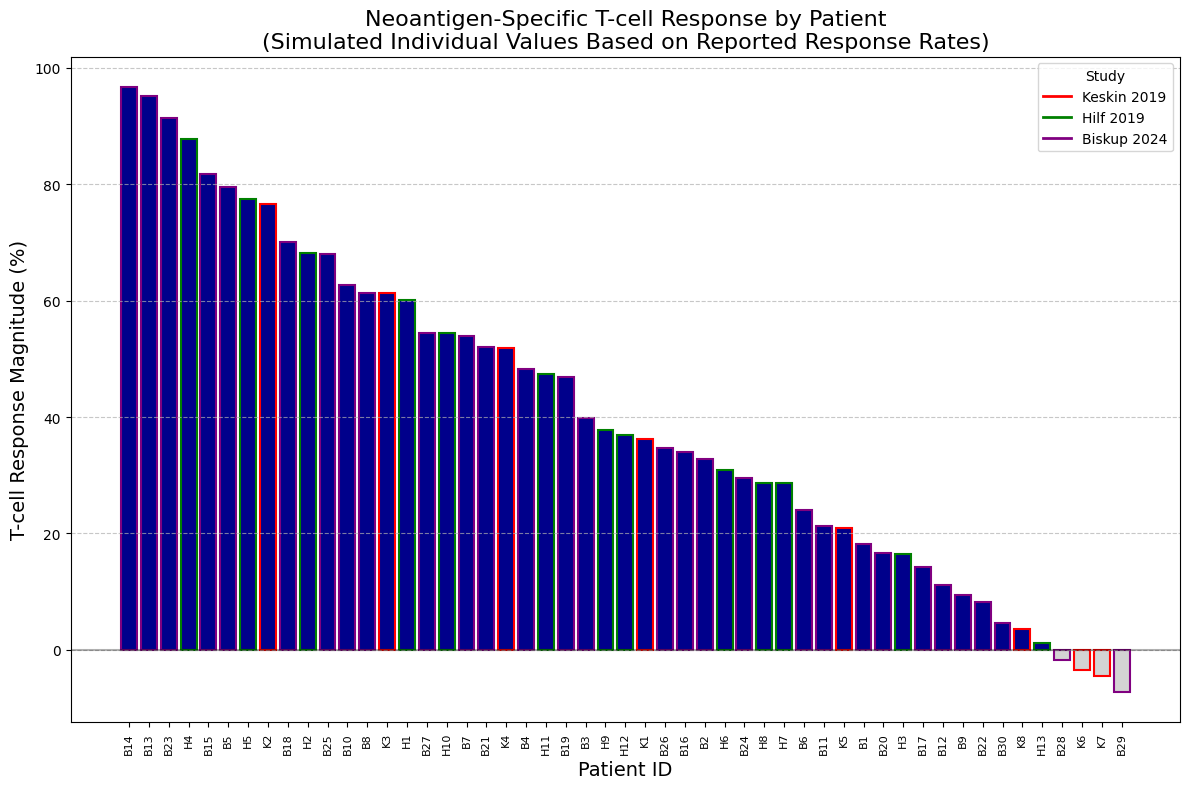 Neoantigen-Specific T-cell Response by Patient
(Simulated Individual Values Based on Reported Response Rates)
Study
Keskin 2019
Hilf 2019
Biskup 2024
T-cell Response Magnitude (%)
100
80
60
40
20
0
B14 B13 B23 H4 B15 B5 H5 K2 B18 H2 B25 B10 B8 K3 H1 B27 H10 B7 B21 K4 B4 H11 B19 B3 H9 H12 K1 B26 B16 B2 H6 B24 H8 H7 B6 B11 K5 B1 B20 H3 B17 B12 B9 B22 B30 K8 H13 B28 K6 K7 B29
Patient ID